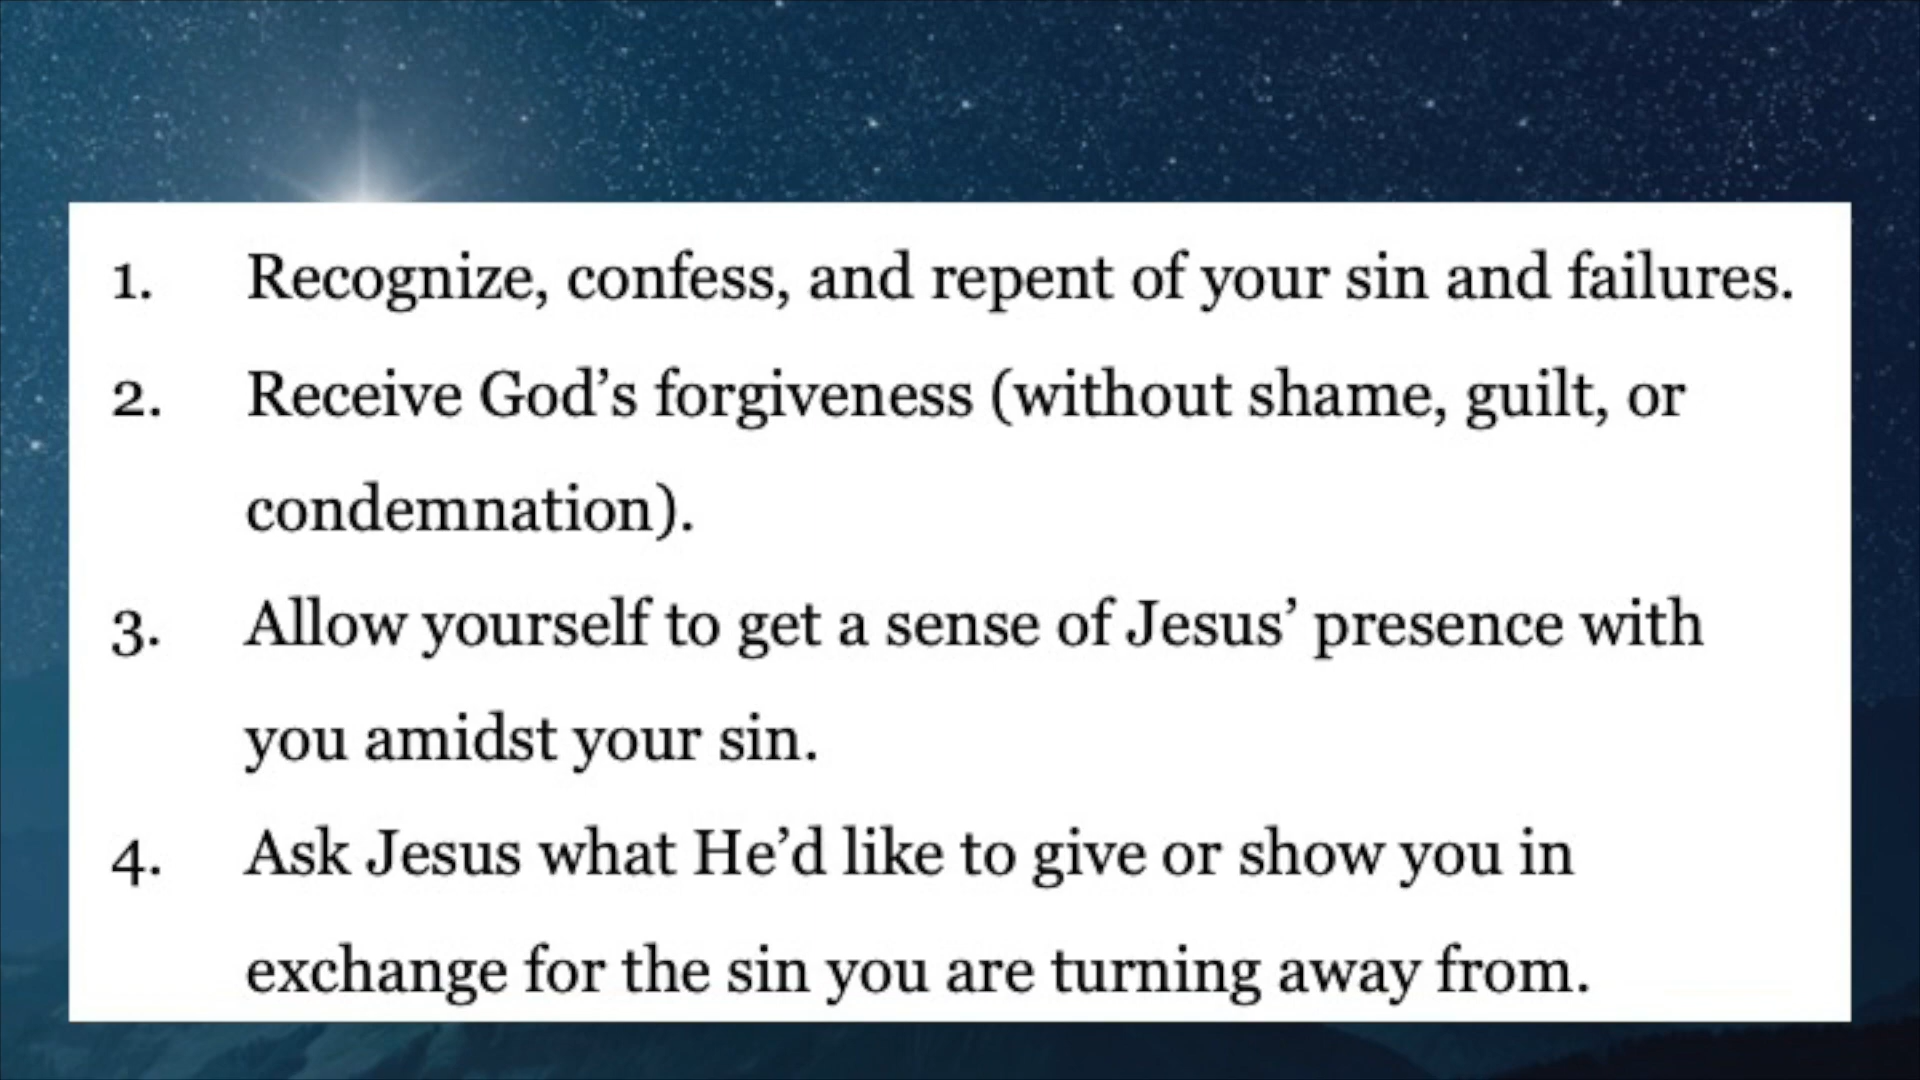 1. Recognize, confess, and repent of your sin and failures.
2. Receive God’s forgiveness (without shame, guilt, or
condemnation).
3. Allow yourself to get a sense of Jesus’ presence with
you amidst your sin.
4. Ask Jesus what He’d like to give or show you in
exchange for the sin you are turning away from.